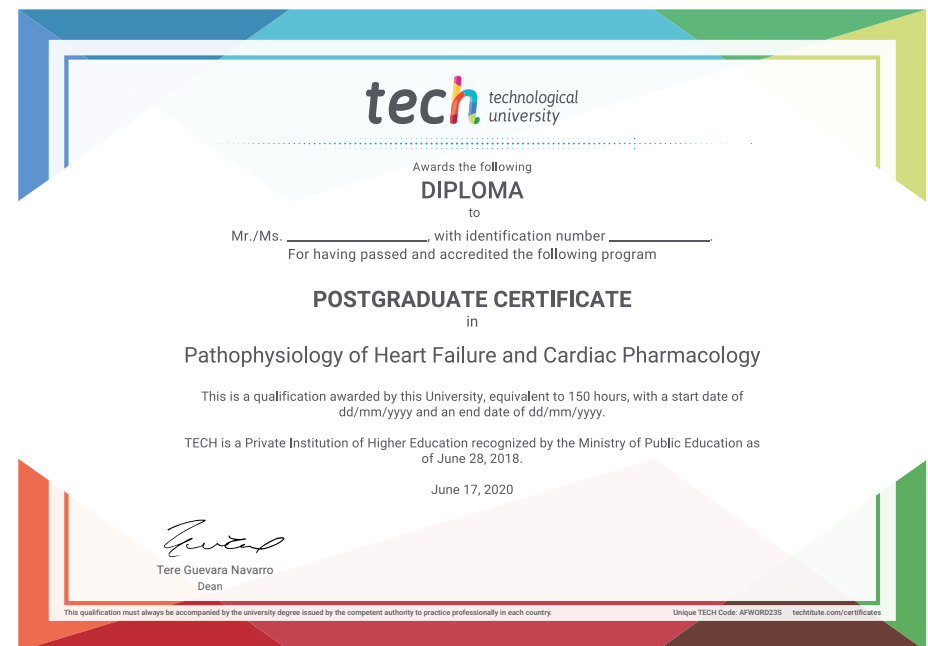 tech technological
university
Awards the following
DIPLOMA
to
Mr./Ms. ____________, with identification number ____________.
For having passed and accredited the following program
POSTGRADUATE CERTIFICATE
in
Pathophysiology of Heart Failure and Cardiac Pharmacology
This is a qualification awarded by this University, equivalent to 150 hours, with a start date of
dd/mm/yyyy and an end date of dd/mm/yyyy.
TECH is a Private Institution of Higher Education recognized by the Ministry of Public Education as
of June 28, 2018.
June 17, 2020
Tere Guevara Navarro
Dean
This qualification must always be accompanied by the university degree issued by the competent authority to practice professionally in each country.
Unique TECH Code: AFWORD23S techtitute.com/certificates